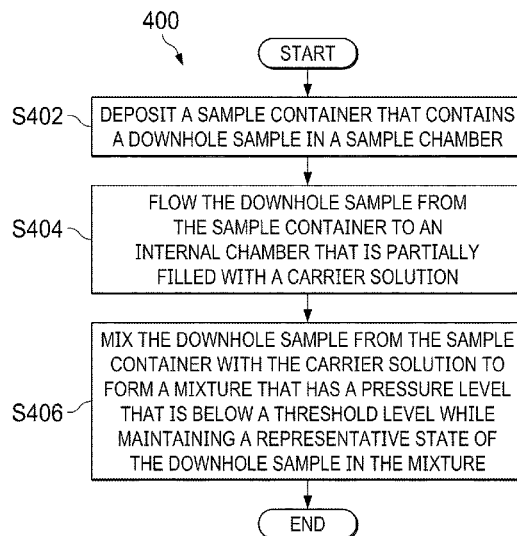 400
START
S402
DEPOSIT A SAMPLE CONTAINER THAT CONTAINS
A DOWNHOLE SAMPLE IN A SAMPLE CHAMBER
S404
FLOW THE DOWNHOLE SAMPLE FROM
THE SAMPLE CONTAINER TO AN
INTERNAL CHAMBER THAT IS PARTIALLY
FILLED WITH A CARRIER SOLUTION
S406
MIX THE DOWNHOLE SAMPLE FROM THE SAMPLE
CONTAINER WITH THE CARRIER SOLUTION TO
FORM A MIXTURE THAT HAS A PRESSURE LEVEL
THAT IS BELOW A THRESHOLD LEVEL WHILE
MAINTAINING A REPRESENTATIVE STATE OF
THE DOWNHOLE SAMPLE IN THE MIXTURE
END